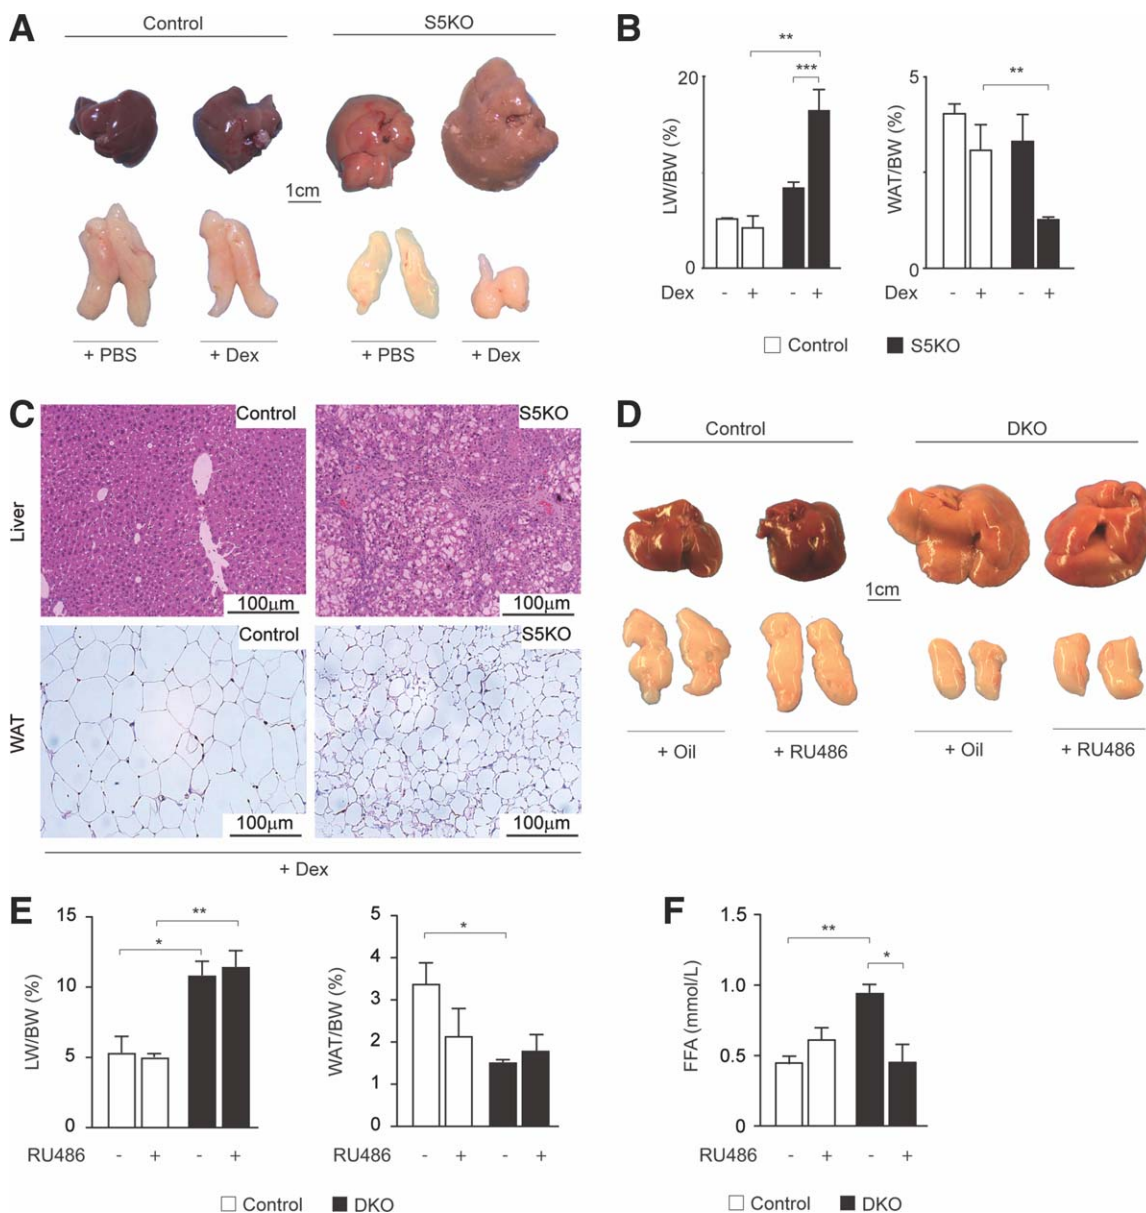 A
Control
S5KO
1cm
+ PBS
+ Dex
+ PBS
+ Dex
B
**
***
20
10
0
LW/BW (%)
Dex - + - +
**
5
0
WAT/BW (%)
Dex - + - +
Control
S5KO
C
Control
S5KO
Liver
100μm
100μm
Control
S5KO
WAT
100μm
100μm
+ Dex
D
Control
DKO
1cm
+ Oil
+ RU486
+ Oil
+ RU486
E
**
*
15
10
5
0
LW/BW (%)
RU486 - + - +
*
5
4
3
2
1
0
WAT/BW (%)
RU486 - + - +
Control
DKO
F
**
*
1.5
1.0
0.5
0
FFA (mmol/L)
RU486 - + - +
Control
DKO